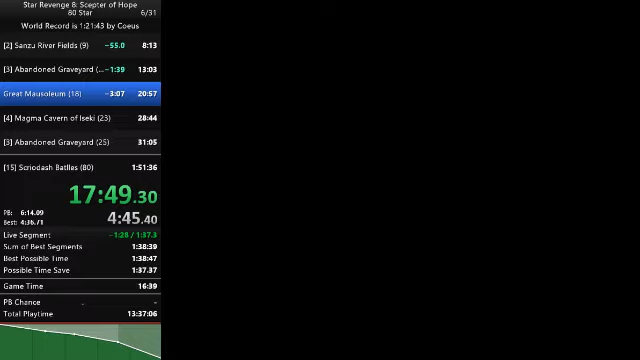 Star Revenge 8: Scepter of Hope
80 Star 6/31
World Record is 1:21:43 by Coeus
[2] Sanzu River Fields (9) −55.0 8:13
[3] Abandoned Graveyard (... −1:39 13:03
Great Mausoleum (18) −3:07 20:57
[4] Magma Cavern of Iseki (23) 28:44
[3] Abandoned Graveyard (25) 31:05
[15] Scriodash Battlles (80) 1:51:36
17:49.30
PB: 6:14.09
Best: 4:36.71
4:45.40
Live Segment −1:28 / 1:37.3
Sum of Best Segments 1:38:39
Best Possible Time 1:38:47
Possible Time Save 1:37.37
Game Time 16:39
PB Chance -
Total Playtime 13:37:06